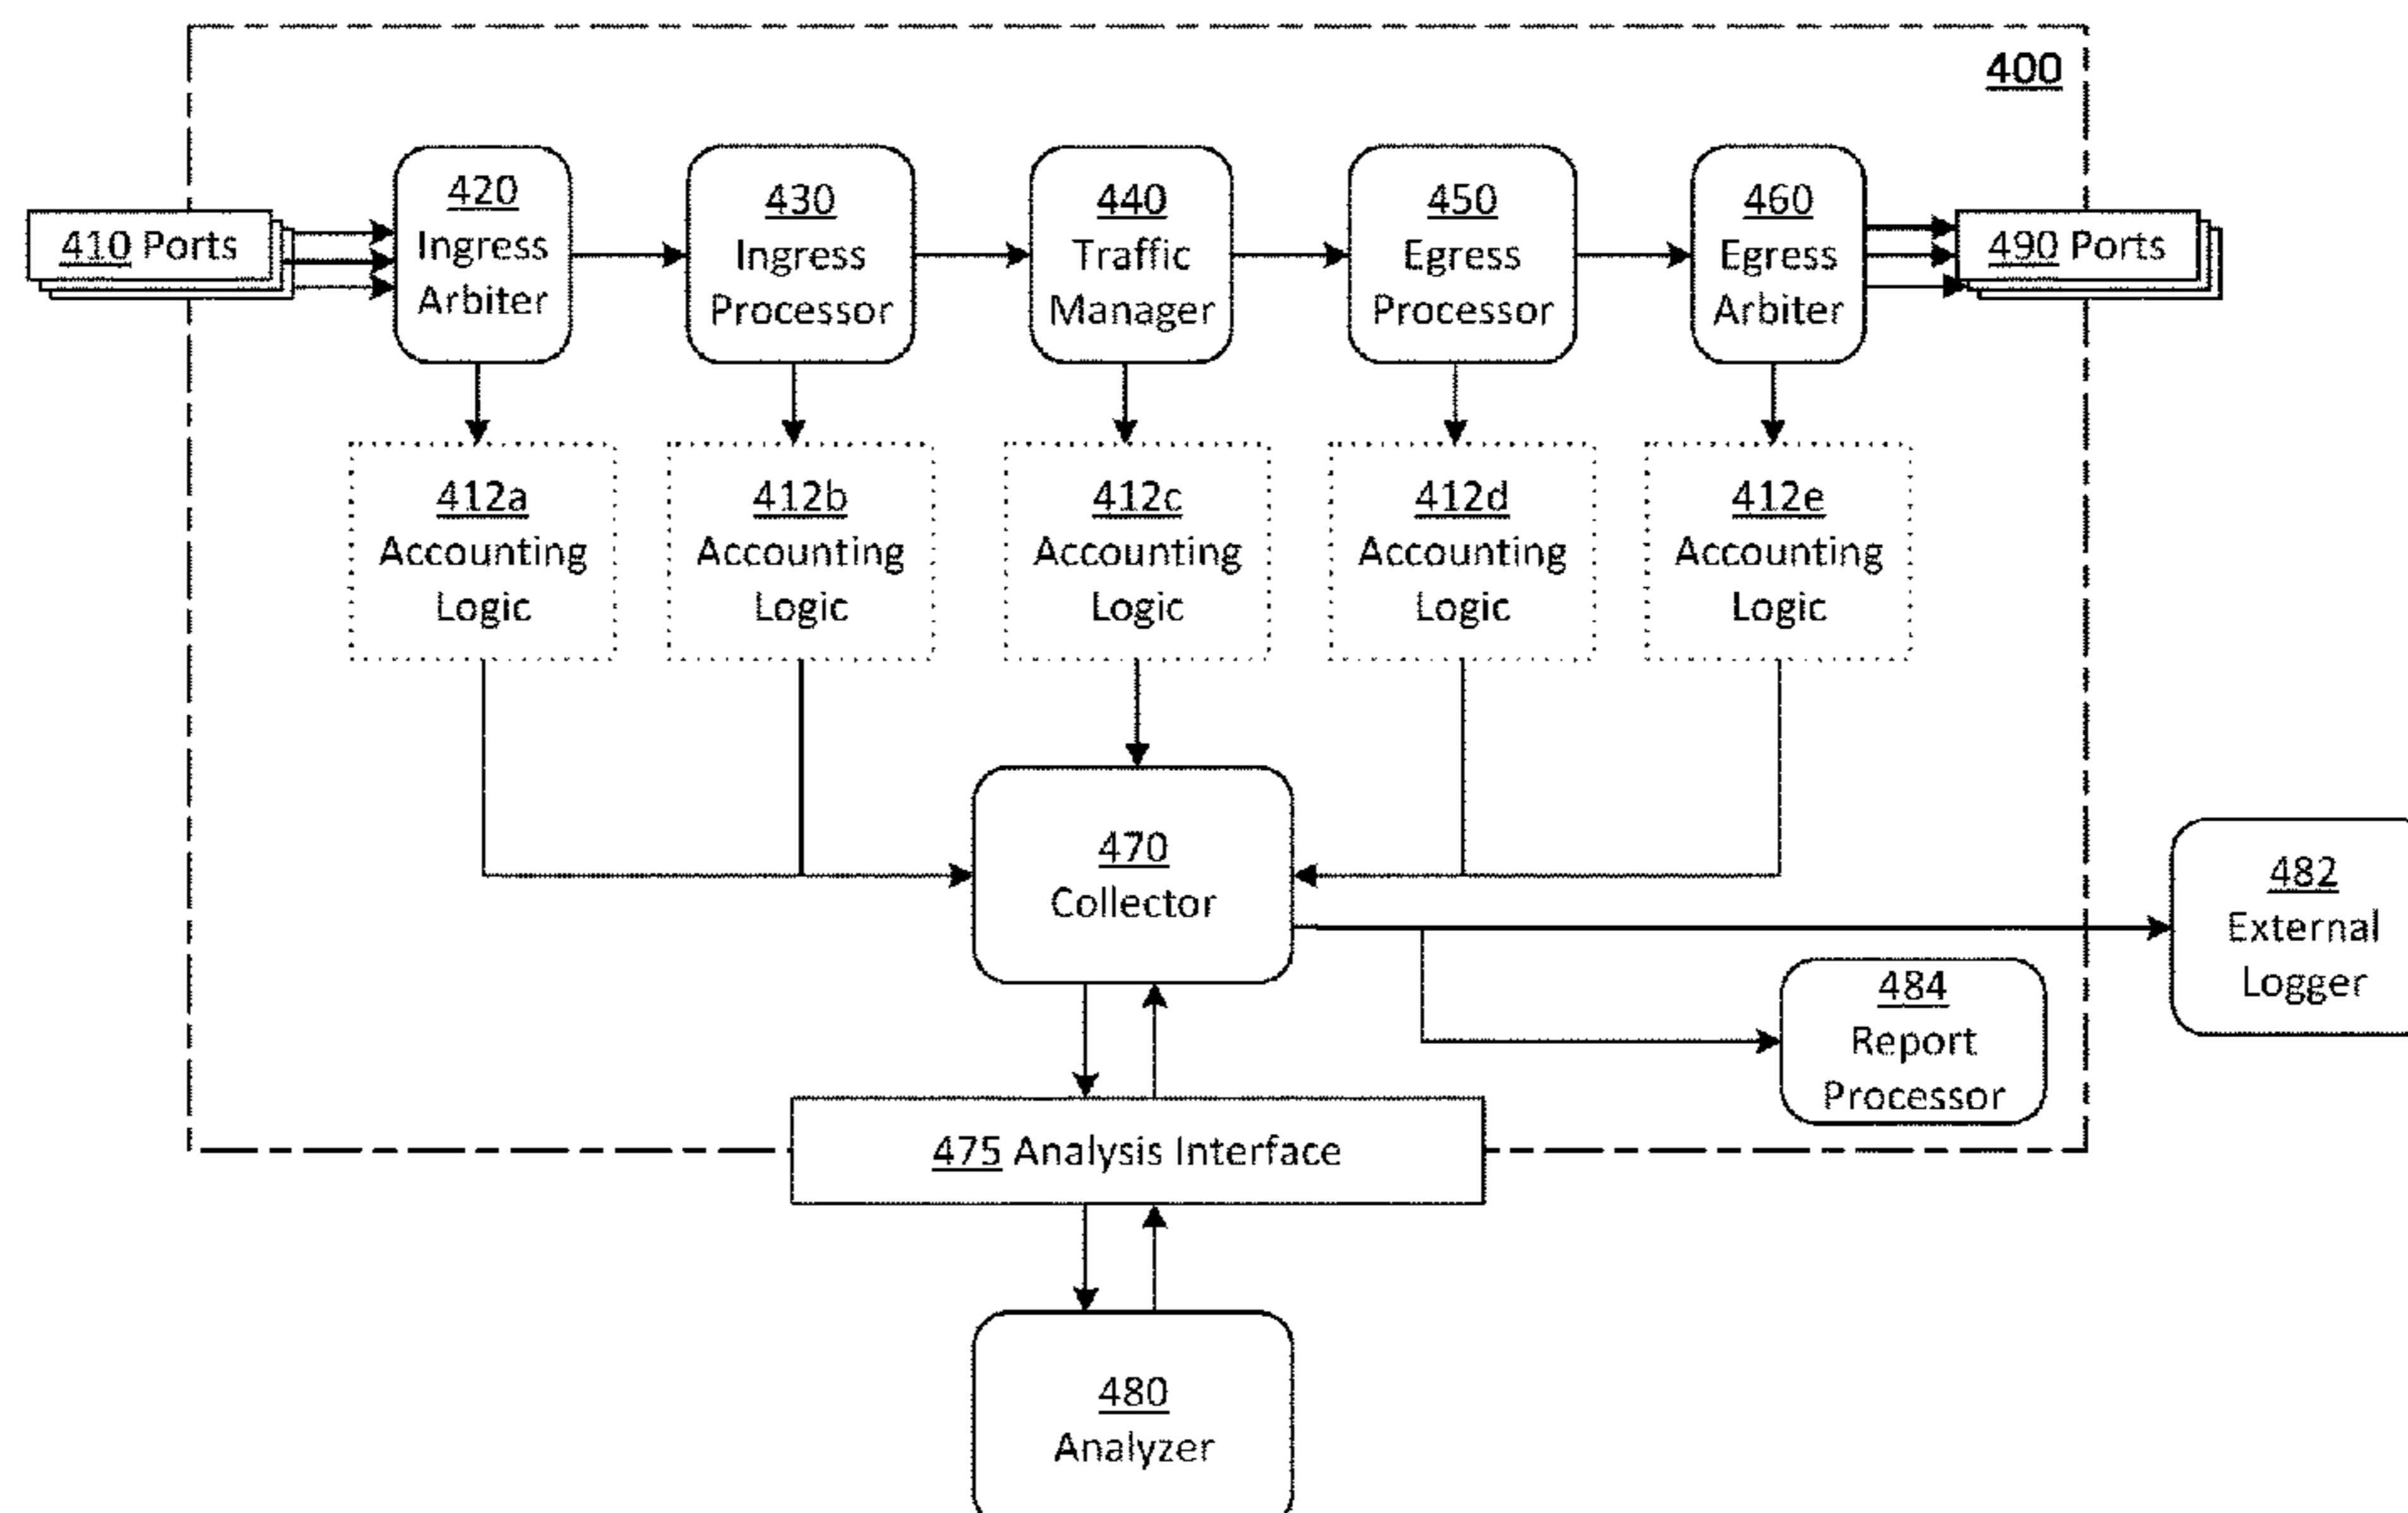 400
410 Ports
420
Ingress
Arbiter
430
Ingress
Processor
440
Traffic
Manager
450
Egress
Processor
460
Egress
Arbiter
490 Ports
412a
Accounting
Logic
412b
Accounting
Logic
412c
Accounting
Logic
412d
Accounting
Logic
412e
Accounting
Logic
470
Collector
482
External
Logger
484
Report
Processor
475 Analysis Interface
480
Analyzer